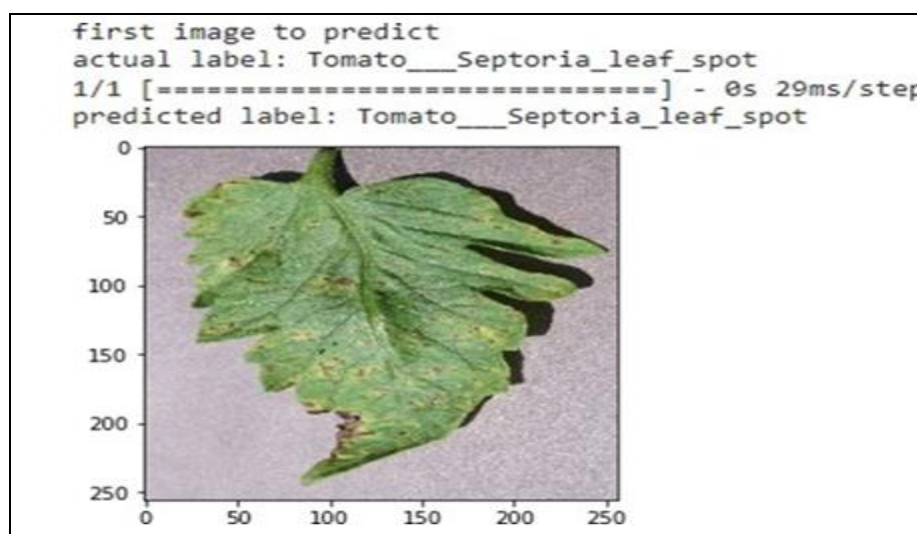 first image to predict
actual label: Tomato___Septoria_leaf_spot
1/1 [==============================] - 0s 29ms/step
predicted label: Tomato___Septoria_leaf_spot
0
50
100
150
200
250
0 50 100 150 200 250